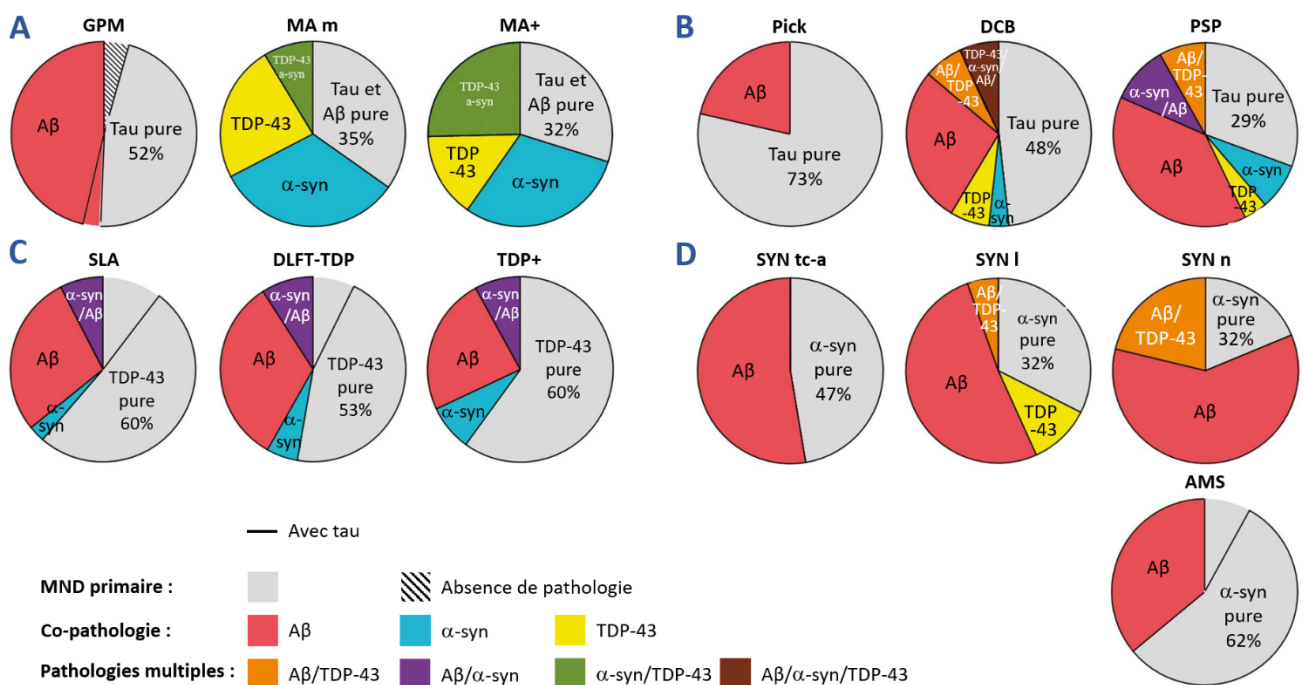 A
GPM
MA m
MA+
Aβ
Tau pure
52%
TDP-43
a-syn
TDP-43
Tau et
Aβ pure
35%
α-syn
TDP-43
a-syn
TDP
-43
Tau et
Aβ pure
32%
α-syn
B
Pick
DCB
PSP
Aβ
Tau pure
73%
Aβ/
TDP
-43
TDP-43/
α-syn/
Aβ/
Aβ
TDP
-43
α-
syn
Tau pure
48%
α-syn
/Aβ
Aβ/
TDP-
43
Aβ
Tau pure
29%
α-syn
TDP
-43
C
SLA
DLFT-TDP
TDP+
α-syn
/Aβ
Aβ
α-
syn
TDP-43
pure
60%
α-syn
/Aβ
Aβ
α-
syn
TDP-43
pure
53%
α-syn
/Aβ
Aβ
α-syn
TDP-43
pure
60%
D
SYN tc-a
SYN l
SYN n
Aβ
α-syn
pure
47%
Aβ/
TDP-
43
Aβ
α-syn
pure
32%
TDP
-43
Aβ/
TDP-43
α-syn
pure
32%
Aβ
AMS
Aβ
α-syn
pure
62%
Avec tau
MND primaire :
Absence de pathologie
Co-pathologie :
Aβ
α-syn
TDP-43
Pathologies multiples :
Aβ/TDP-43
Aβ/α-syn
α-syn/TDP-43
Aβ/α-syn/TDP-43